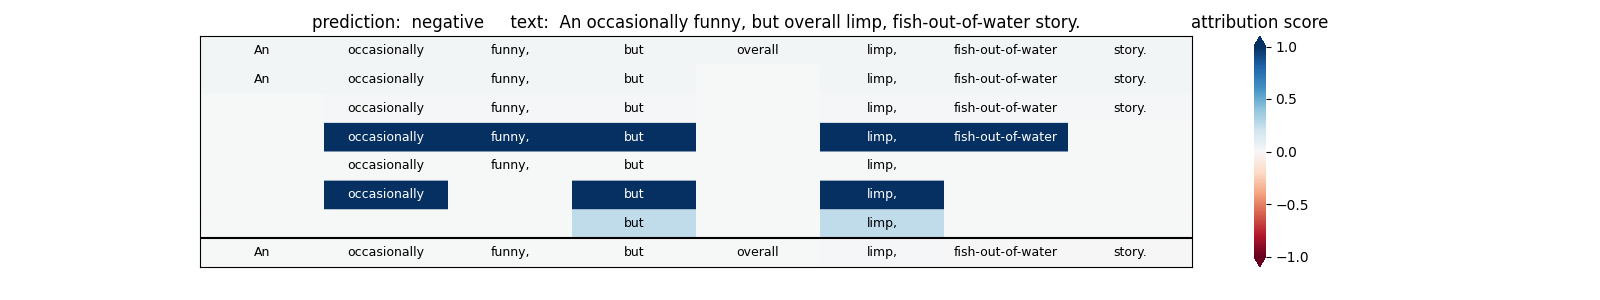 prediction:  negative     text:  An occasionally funny, but overall limp, fish-out-of-water story.     attribution score
An occasionally funny, but overall limp, fish-out-of-water story.
An occasionally funny, but limp, fish-out-of-water story.
occasionally funny, but limp, fish-out-of-water story.
occasionally funny, but limp, fish-out-of-water
occasionally funny, but limp,
occasionally but limp,
but limp,
An occasionally funny, but overall limp, fish-out-of-water story.
1.0
0.5
0.0
−0.5
−1.0